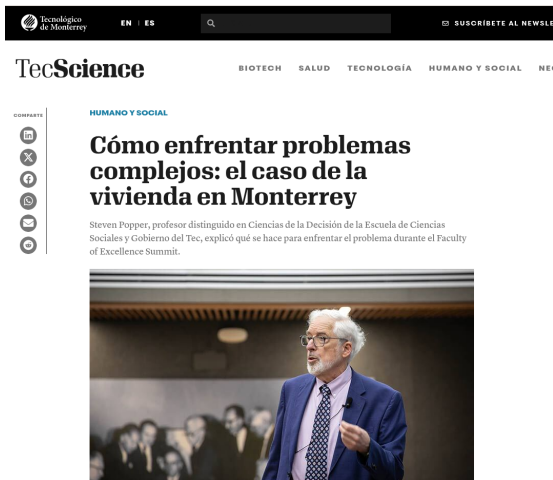 Tecnológico
de Monterrey
EN | ES
SUSCRÍBETE AL NEWSLE
TecScience
BIOTECH SALUD TECNOLOGÍA HUMANO Y SOCIAL NE
COMPARTE
HUMANO Y SOCIAL
Cómo enfrentar problemas
complejos: el caso de la
vivienda en Monterrey
Steven Popper, profesor distinguido en Ciencias de la Decisión de la Escuela de Ciencias
Sociales y Gobierno del Tec, explicó qué se hace para enfrentar el problema durante el Faculty
of Excellence Summit.